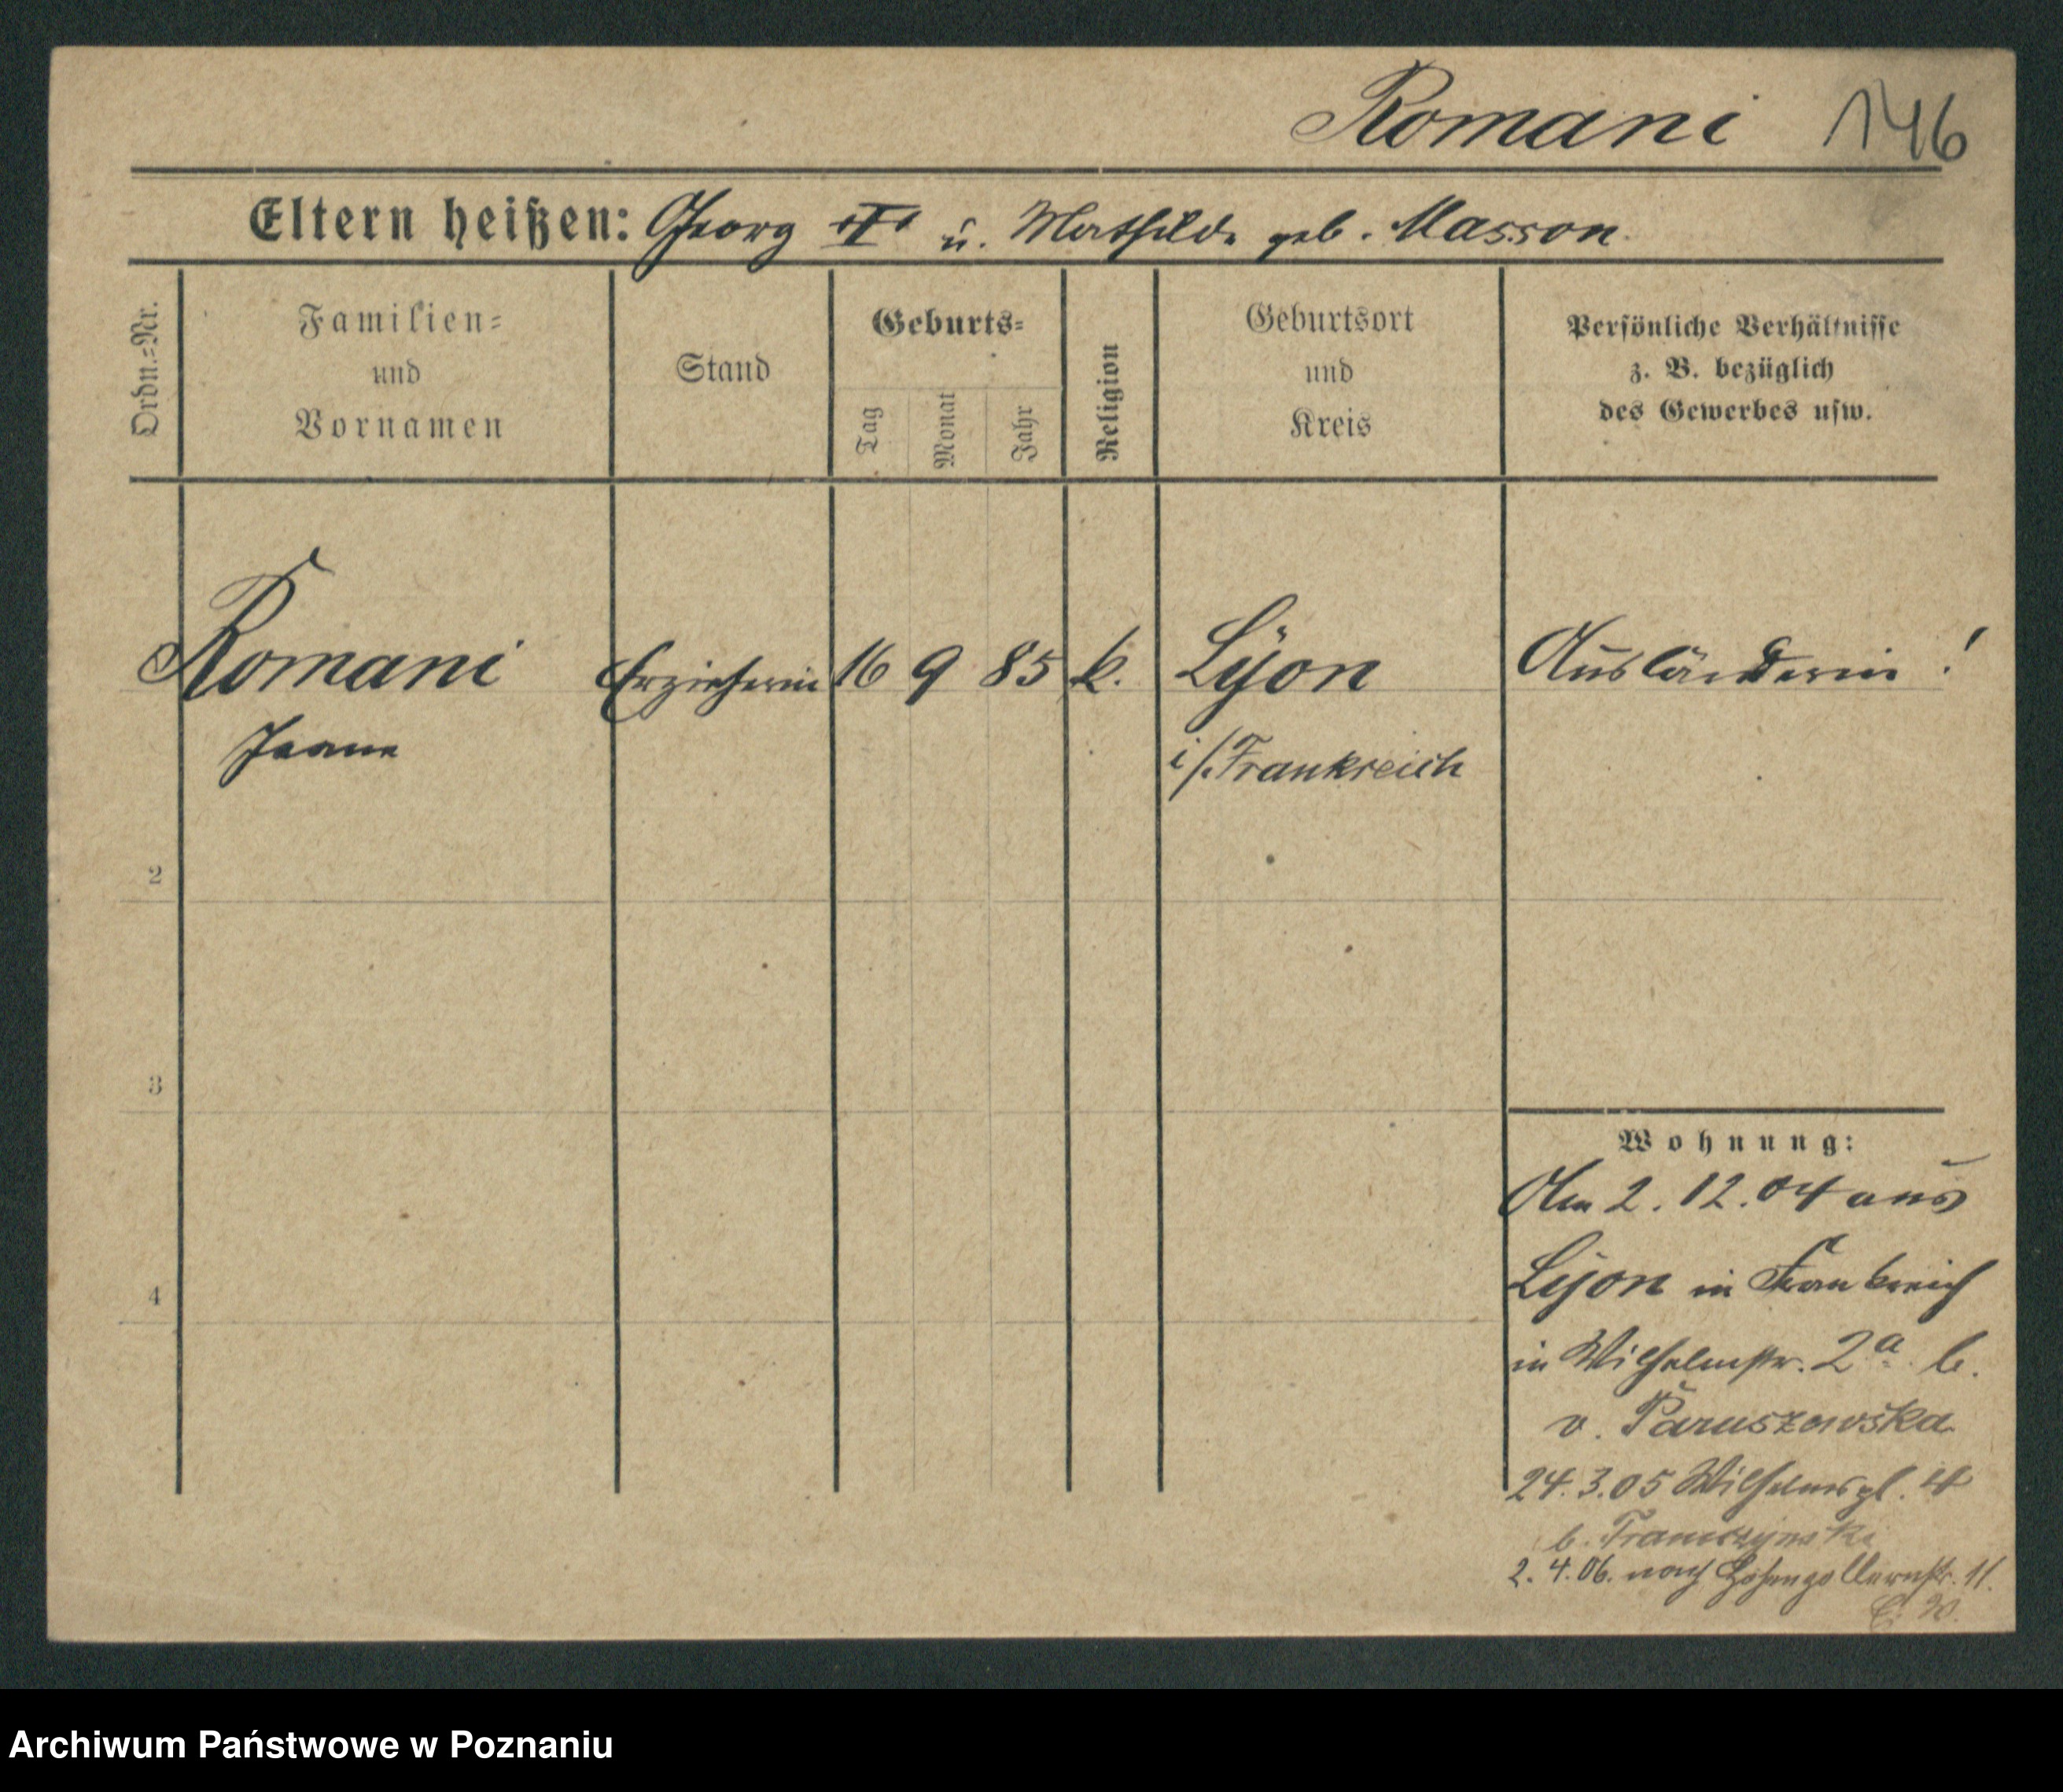 Romani 146
Eltern heißen: Georg u. Mathilde geb. Masson
Ordn.=Nr.
Familien=
und
Vornamen
Stand
Geburts=
Tag
Monat
Jahr
Religion
Geburtsort
und
Kreis
Persönliche Verhältnisse
z. B. bezüglich
des Gewerbes usw.
Romani Erzieherin 16 9 85 k. Lyon Ausländerin!
Jeanne i/Frankreich
2
3
4
Wohnung:
Am 2.12.04 aus
Lyon in Frankreich
in Wilhelmstr. 2a b.
v. Paruszewska
24.3.05 Wilhelmspl. 4
b.
2.4.06. nach Hohenzollernstr. 11.
Archiwum Państwowe w Poznaniu